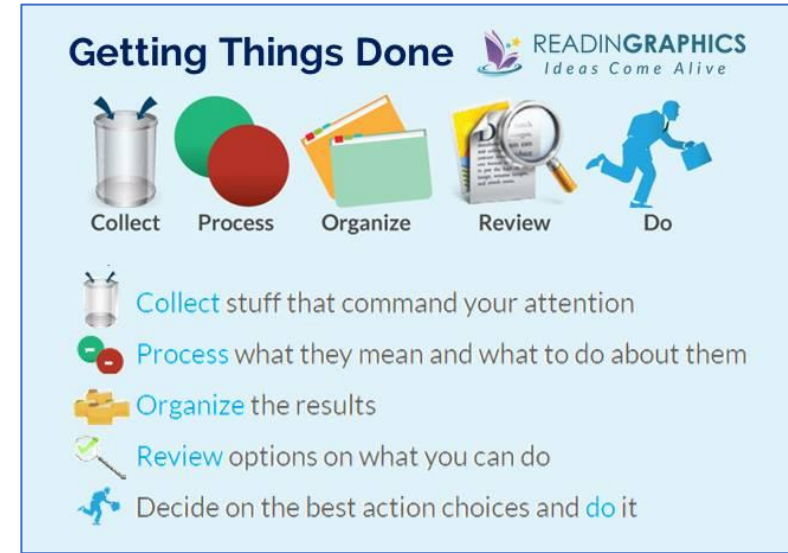 Getting Things Done
READINGRAPHICS
Ideas Come Alive
Collect
Process
Organize
Review
Do
Collect stuff that command your attention
Process what they mean and what to do about them
Organize the results
Review options on what you can do
Decide on the best action choices and do it